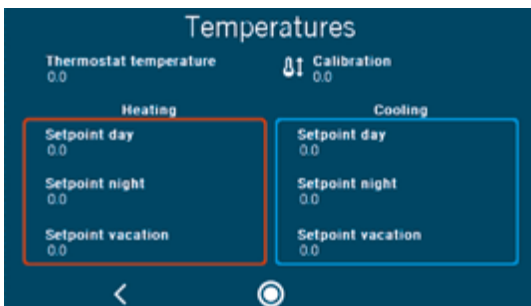 Temperatures
Thermostat temperature
0.0
Calibration
0.0
Heating
Setpoint day
0.0
Setpoint night
0.0
Setpoint vacation
0.0
Cooling
Setpoint day
0.0
Setpoint night
0.0
Setpoint vacation
0.0